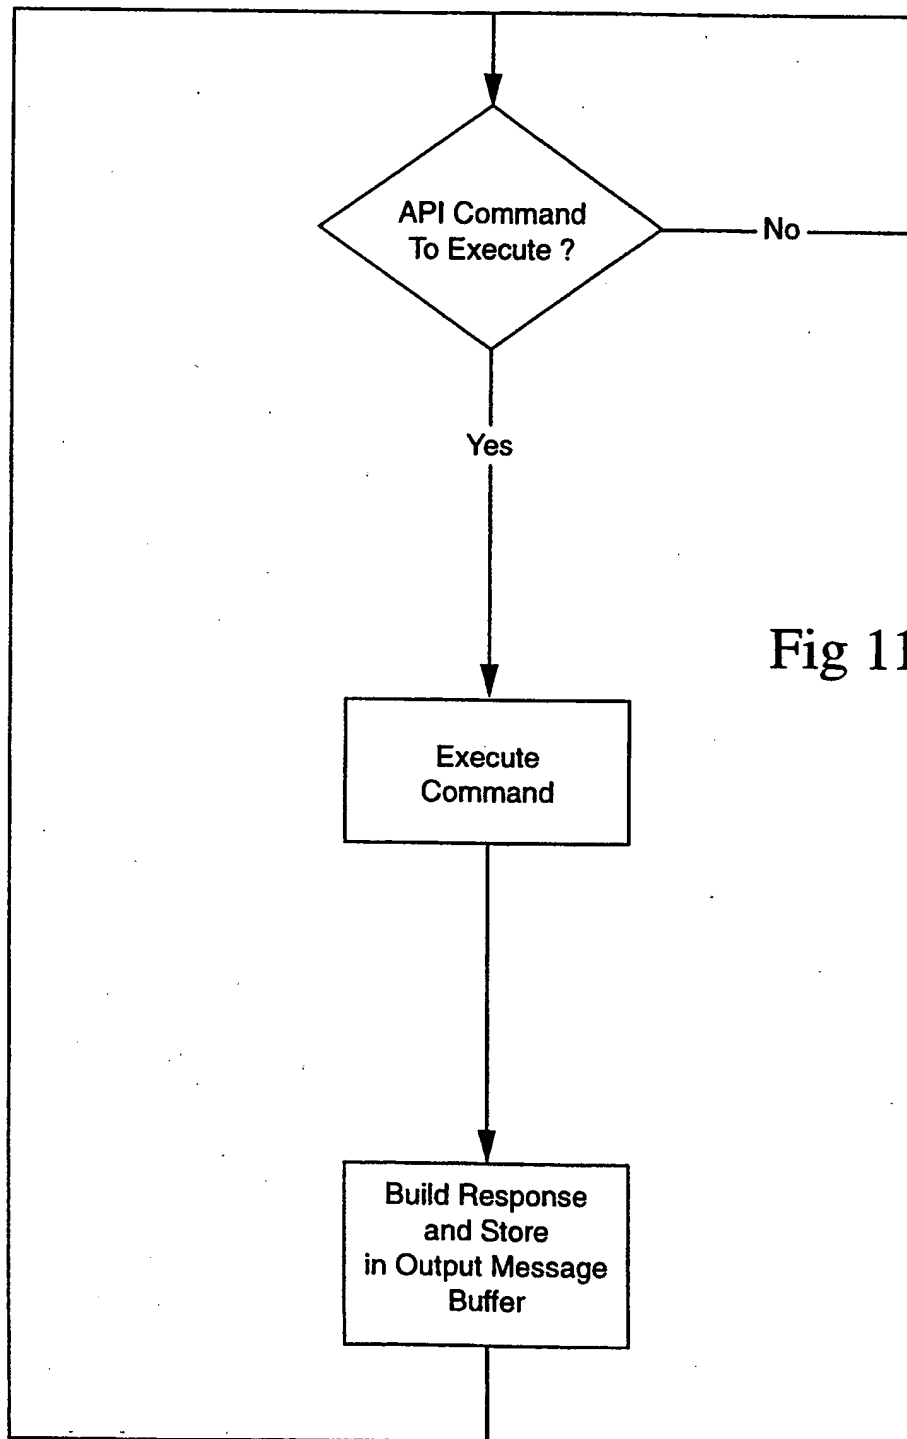 API Command
To Execute ?
No
Yes
Fig 11
Execute
Command
Build Response
and Store
in Output Message
Buffer